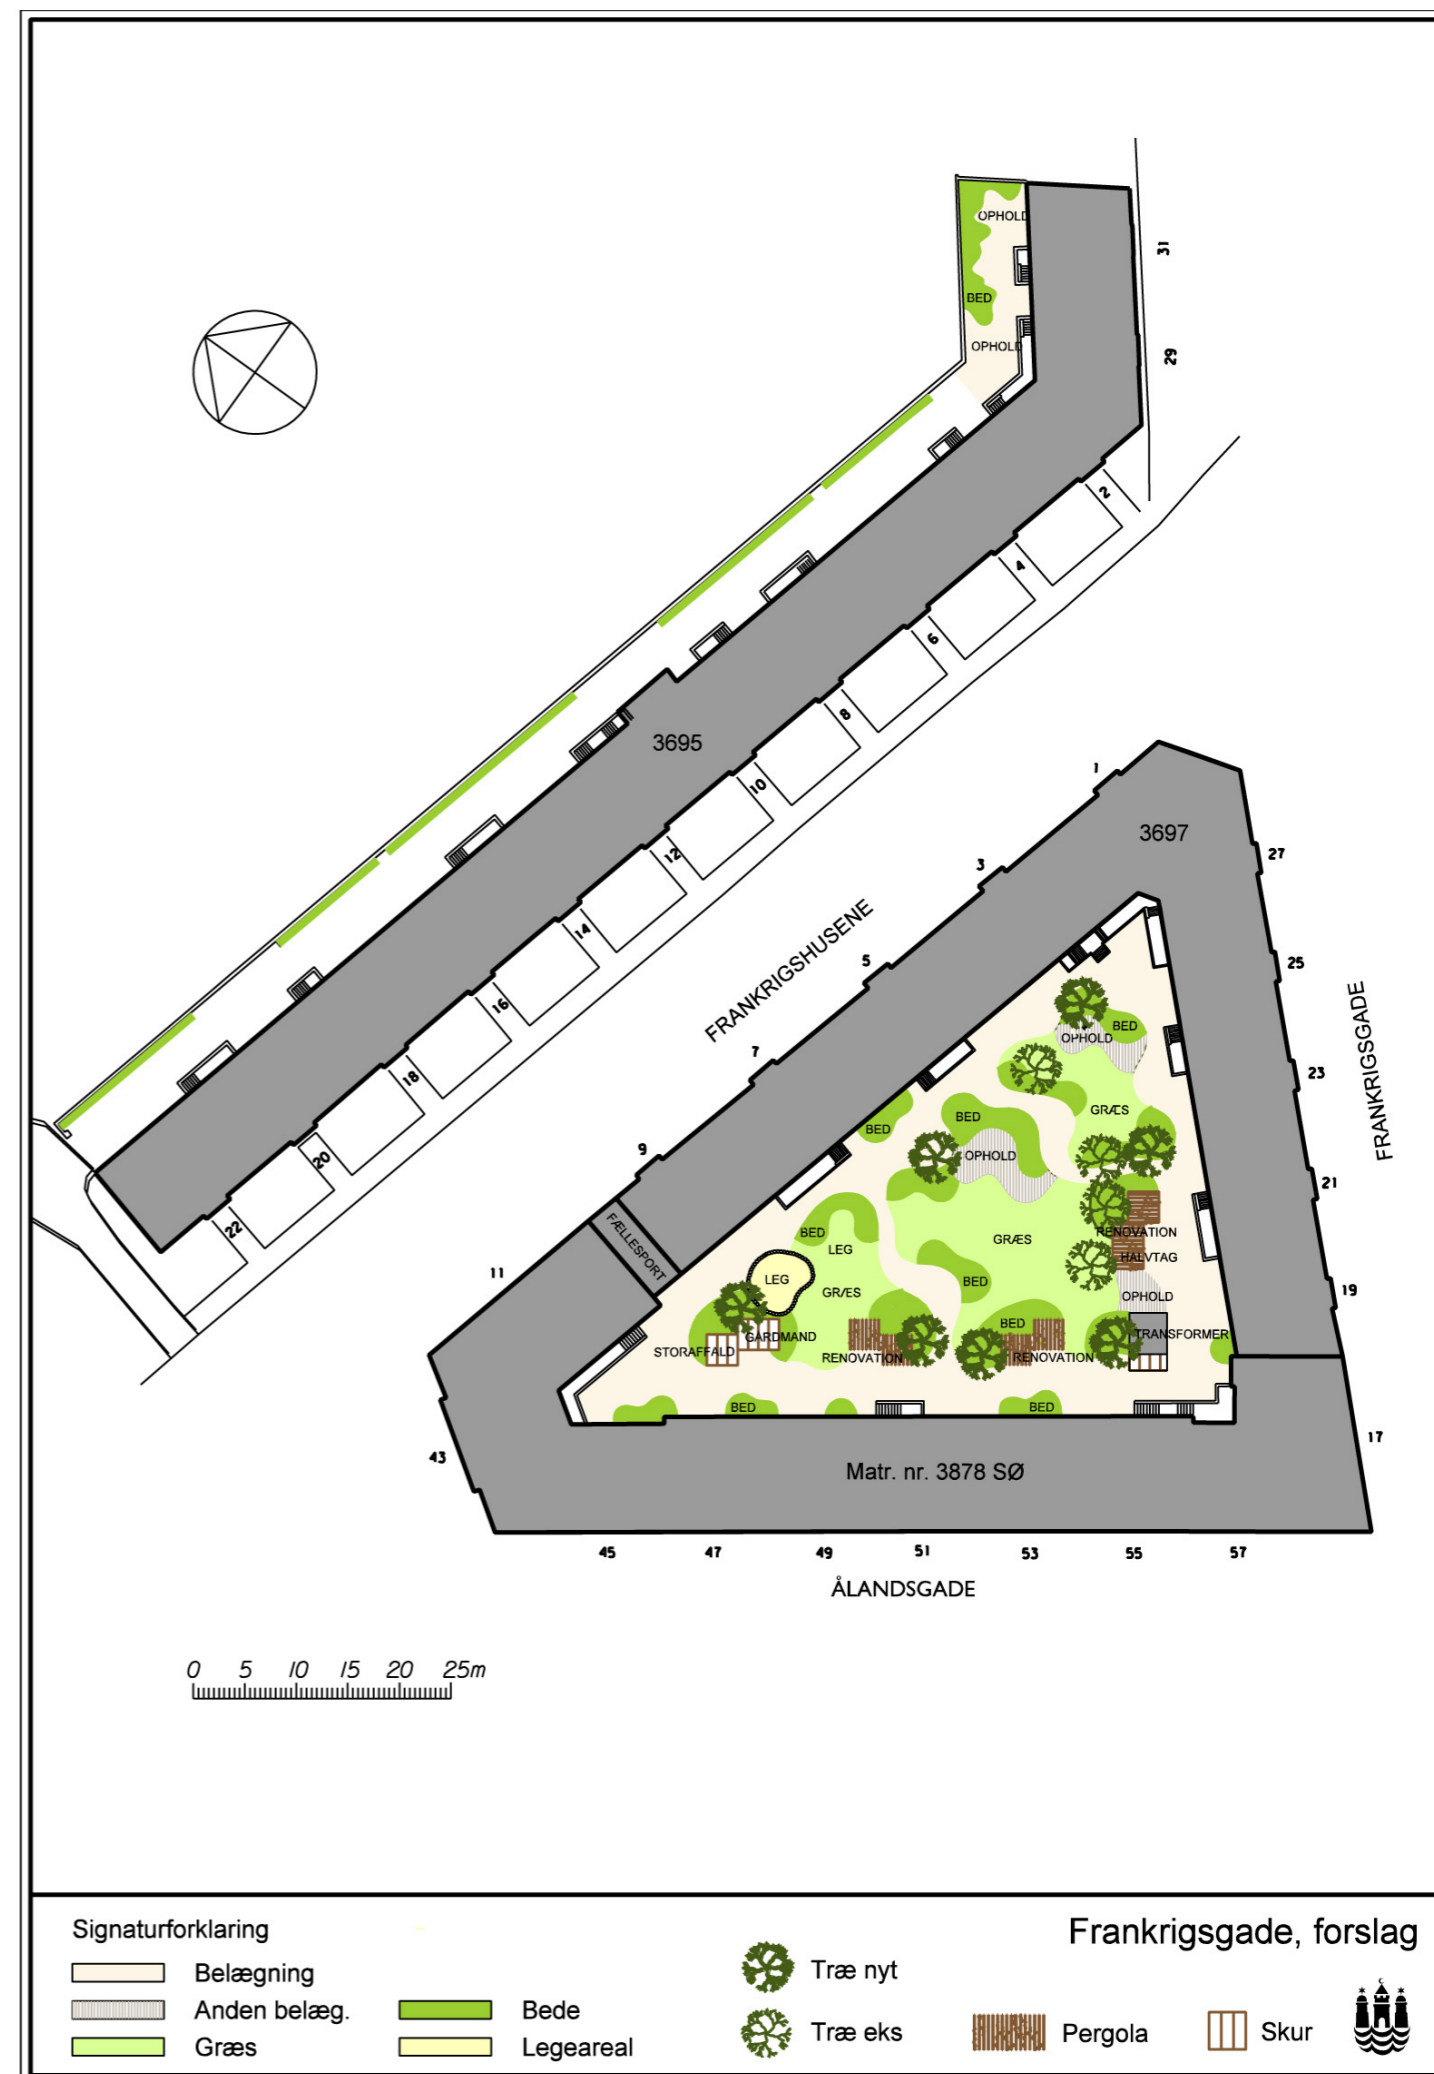 OPHOLD
31
BED
OPHOLD
29
2
4
6
8
3695
10
12
14
16
18
20
22
1
3697
3
27
FRANKRIGSHUSENE
5
25
FRANKRIGSGADE
7
BED
OPHOLD
23
GRÆS
BED
BED
9
OPHOLD
21
FÆLLESPORT
BED
LEG
GRÆS
RENOVATION
HALVTAG
11
LEG
GRÆS
BED
OPHOLD
19
GARDMAND
STORAFFALD
RENOVATION
BED
RENOVATION
TRANSFORMER
BED
BED
17
43
Matr. nr. 3878 SØ
45
47
49
51
53
55
57
ÅLANDSGADE
0 5 10 15 20 25m
Signaturforklaring
Frankrigsgade, forslag
Belægning
Træ nyt
Anden belæg.
Bede
Træ eks
Pergola
Skur
Græs
Legeareal